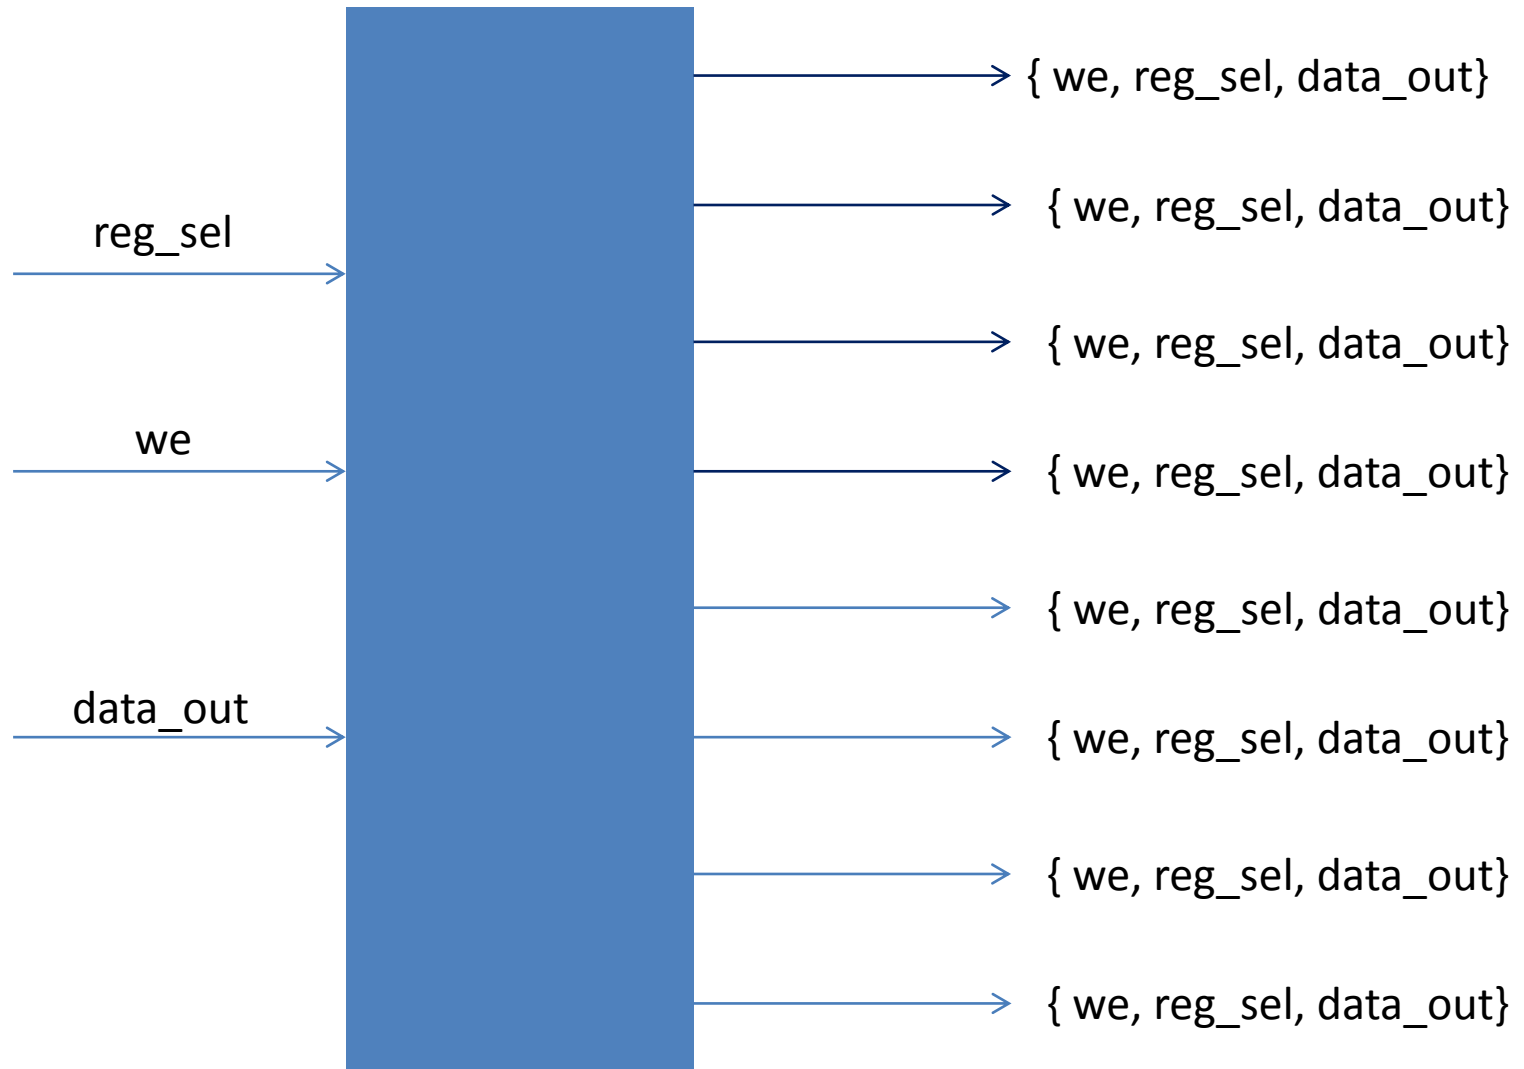 { we, reg_sel, data_out}
{ we, reg_sel, data_out}
reg_sel
{ we, reg_sel, data_out}
we
{ we, reg_sel, data_out}
{ we, reg_sel, data_out}
data_out
{ we, reg_sel, data_out}
{ we, reg_sel, data_out}
{ we, reg_sel, data_out}